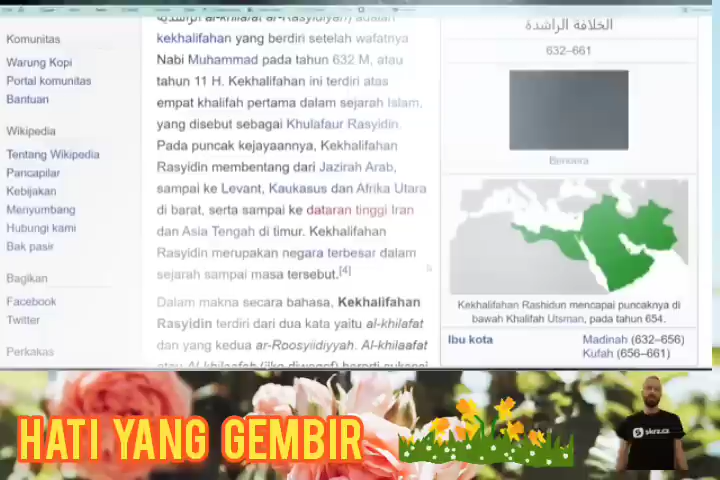 Komunitas
Warung Kopi
Portal komunitas
Bantuan
Wikipedia
Tentang Wikipedia
Pancapilar
Kebijakan
Menyumbang
Hubungi kami
Bak pasir
Bagikan
Facebook
Twitter
Perkakas
al-khilafat ar-Rasyidiyah) adalah
kekhalifahan yang berdiri setelah wafatnya
Nabi Muhammad pada tahun 632 M, atau
tahun 11 H. Kekhalifahan ini terdiri atas
empat khalifah pertama dalam sejarah Islam,
yang disebut sebagai Khulafaur Rasyidin.
Pada puncak kejayaannya, Kekhalifahan
Rasyidin membentang dari Jazirah Arab,
sampai ke Levant, Kaukasus dan Afrika Utara
di barat, serta sampai ke dataran tinggi Iran
dan Asia Tengah di timur. Kekhalifahan
Rasyidin merupakan negara terbesar dalam
sejarah sampai masa tersebut.[4]
Dalam makna secara bahasa, Kekhalifahan
Rasyidin terdiri dari dua kata yaitu al-khilafat
dan yang kedua ar-Roosyiidiyyah. Al-khilaafat
الخلافة الراشدة
632–661
Bendera
Kekhalifahan Rashidun mencapai puncaknya di
bawah Khalifah Utsman, pada tahun 654.
Ibu kota Madinah (632–656)
Kufah (656–661)
HATI YANG GEMBIR
skrz.cz